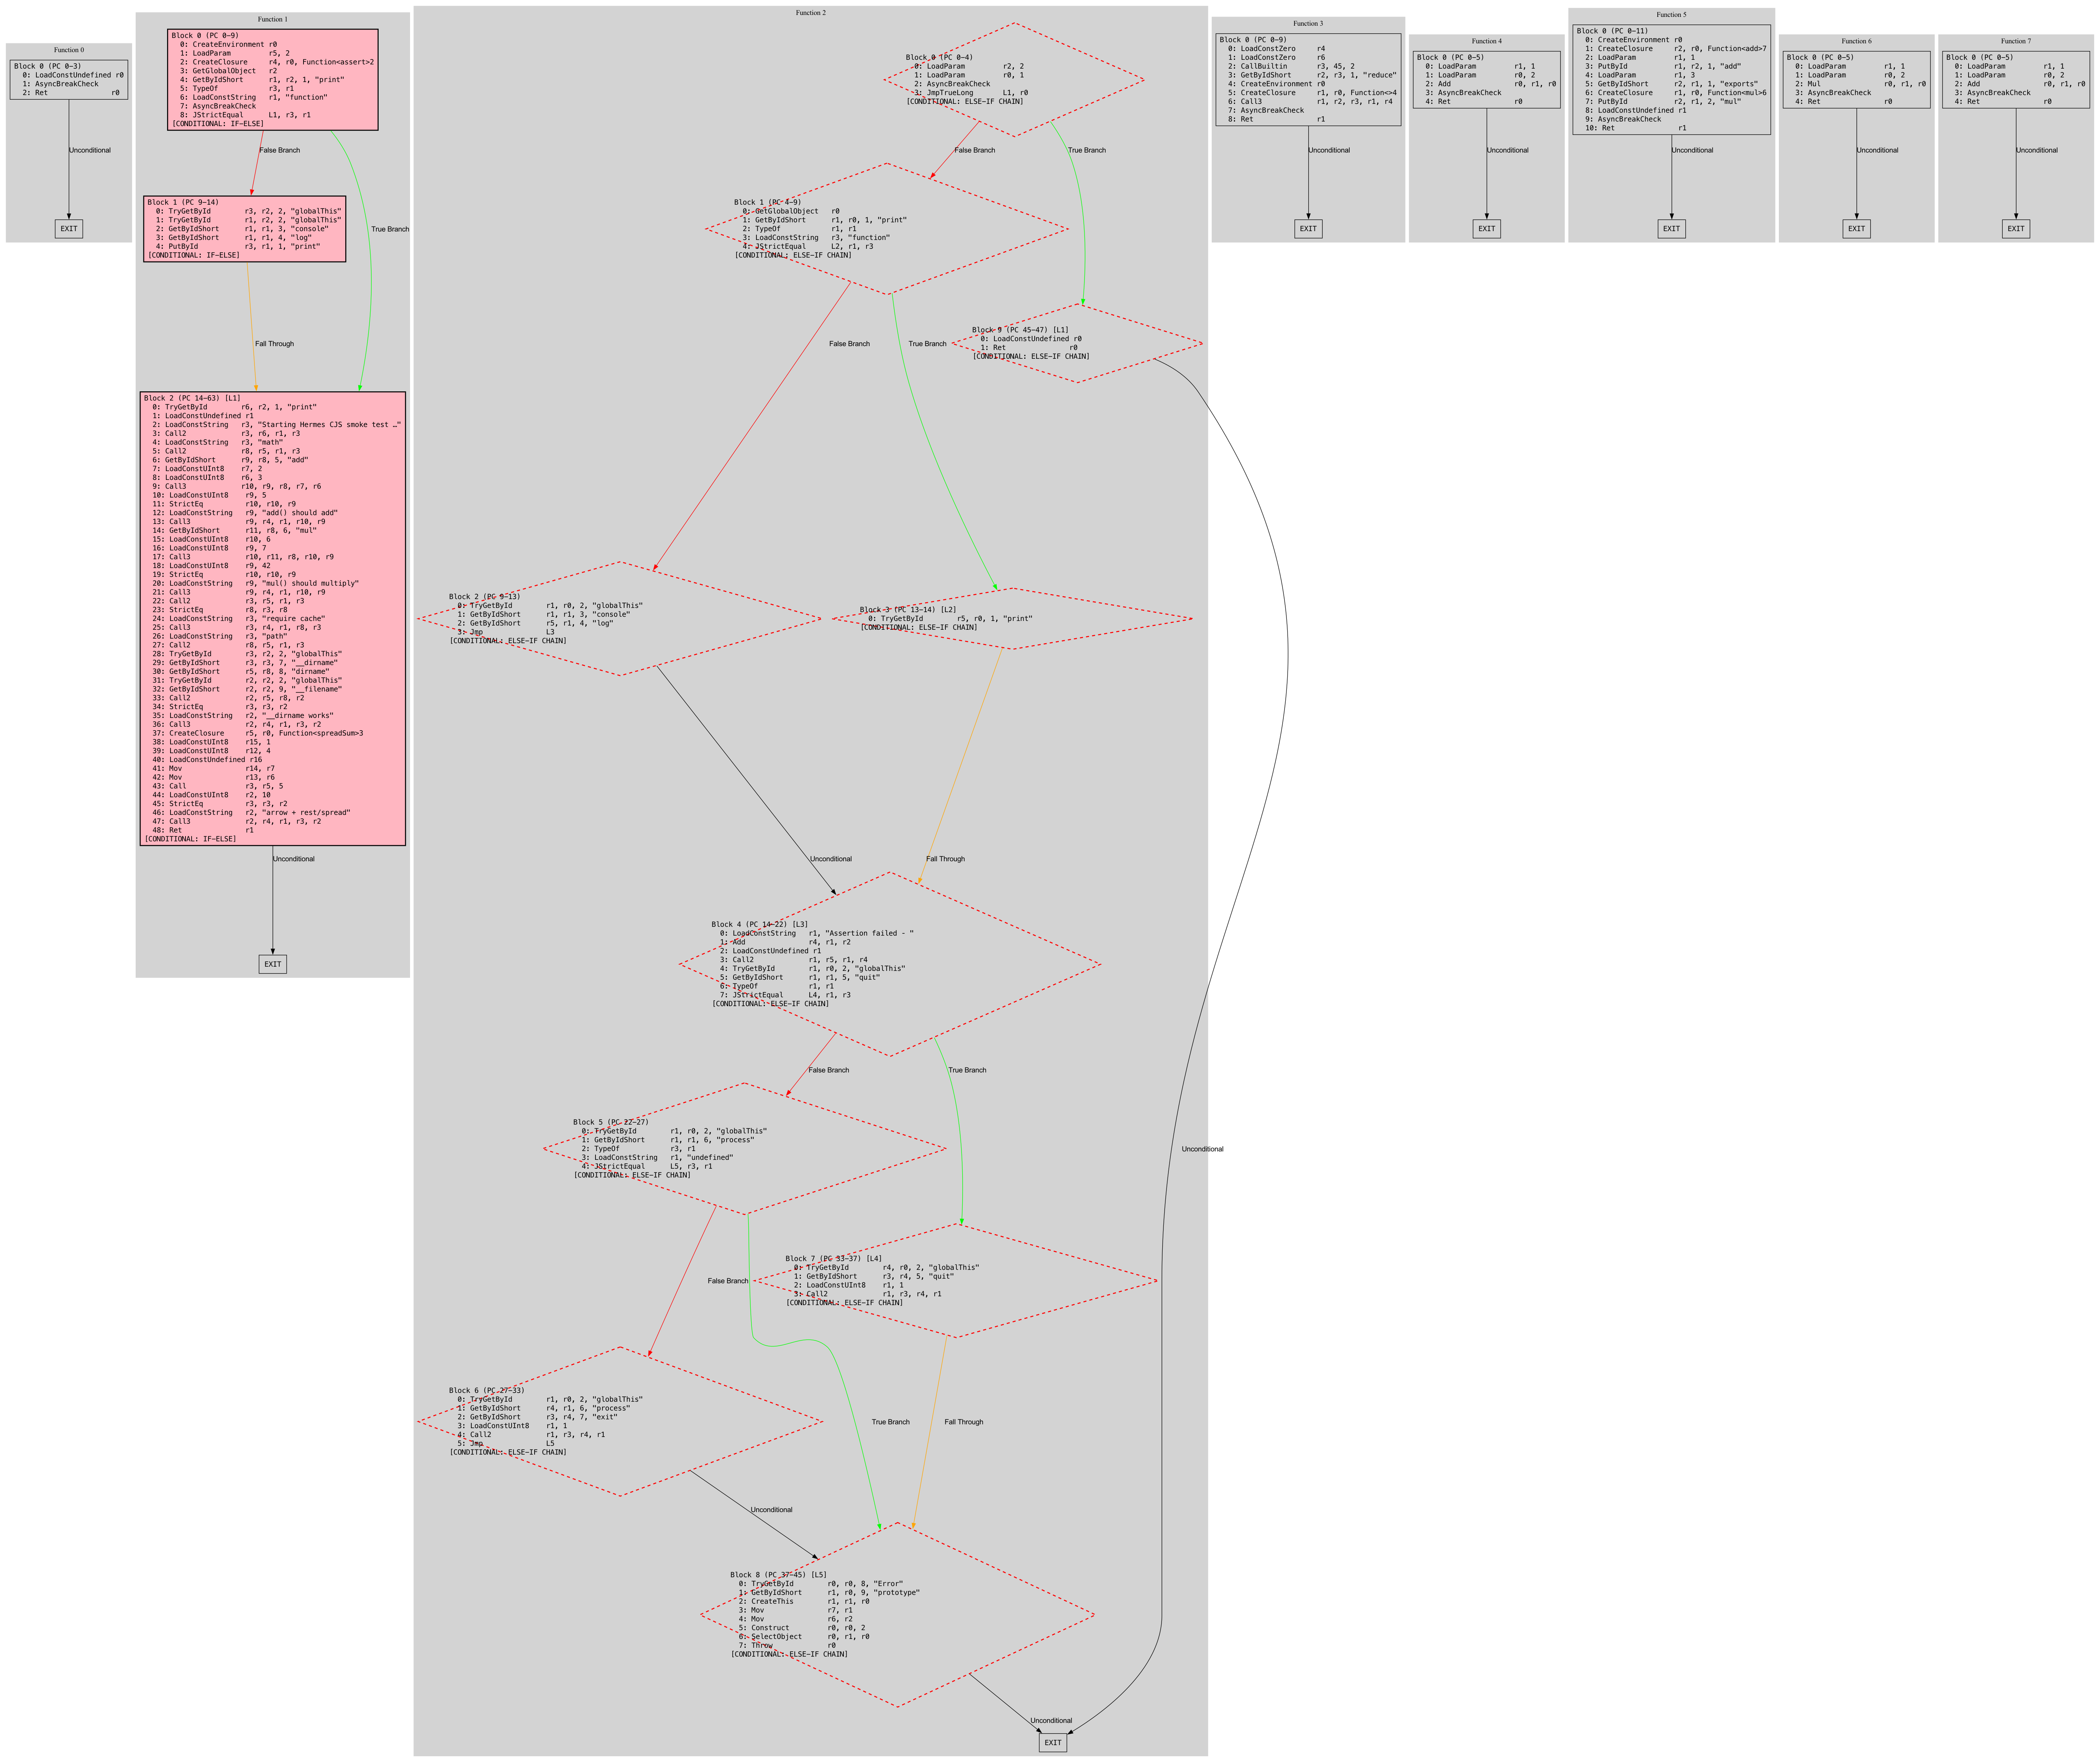 Function 0
Block 0 (PC 0-3)
0: LoadConstUndefined r0
1: AsyncBreakCheck
2: Ret r0
Unconditional
EXIT
Function 1
Block 0 (PC 0-9)
0: CreateEnvironment r0
1: LoadParam r5, 2
2: CreateClosure r4, r0, Function<assert>2
3: GetGlobalObject r2
4: GetByIdShort r1, r2, 1, "print"
5: TypeOf r3, r1
6: LoadConstString r1, "function"
7: AsyncBreakCheck
8: JStrictEqual L1, r3, r1
[CONDITIONAL: IF-ELSE]
False Branch
True Branch
Block 1 (PC 9-14)
0: TryGetById r3, r2, 2, "globalThis"
1: TryGetById r1, r2, 2, "globalThis"
2: GetByIdShort r1, r1, 3, "console"
3: GetByIdShort r1, r1, 4, "log"
4: PutById r3, r1, 1, "print"
[CONDITIONAL: IF-ELSE]
Fall Through
Block 2 (PC 14-63) [L1]
0: TryGetById r6, r2, 1, "print"
1: LoadConstUndefined r1
2: LoadConstString r3, "Starting Hermes CJS smoke test …"
3: Call2 r3, r6, r1, r3
4: LoadConstString r3, "math"
5: Call2 r8, r5, r1, r3
6: GetByIdShort r9, r8, 5, "add"
7: LoadConstUInt8 r7, 2
8: LoadConstUInt8 r6, 3
9: Call3 r10, r9, r8, r7, r6
10: LoadConstUInt8 r9, 5
11: StrictEq r10, r10, r9
12: LoadConstString r9, "add() should add"
13: Call3 r9, r4, r1, r10, r9
14: GetByIdShort r11, r8, 6, "mul"
15: LoadConstUInt8 r10, 6
16: LoadConstUInt8 r9, 7
17: Call3 r10, r11, r8, r10, r9
18: LoadConstUInt8 r9, 42
19: StrictEq r10, r10, r9
20: LoadConstString r9, "mul() should multiply"
21: Call3 r9, r4, r1, r10, r9
22: Call2 r3, r5, r1, r3
23: StrictEq r8, r3, r8
24: LoadConstString r3, "require cache"
25: Call3 r3, r4, r1, r8, r3
26: LoadConstString r3, "path"
27: Call2 r8, r5, r1, r3
28: TryGetById r3, r2, 2, "globalThis"
29: GetByIdShort r3, r3, 7, "__dirname"
30: GetByIdShort r5, r8, 8, "dirname"
31: TryGetById r2, r2, 2, "globalThis"
32: GetByIdShort r2, r2, 9, "__filename"
33: Call2 r2, r5, r8, r2
34: StrictEq r3, r3, r2
35: LoadConstString r2, "__dirname works"
36: Call3 r2, r4, r1, r3, r2
37: CreateClosure r5, r0, Function<spreadSum>3
38: LoadConstUInt8 r15, 1
39: LoadConstUInt8 r12, 4
40: LoadConstUndefined r16
41: Mov r14, r7
42: Mov r13, r6
43: Call r3, r5, 5
44: LoadConstUInt8 r2, 10
45: StrictEq r3, r3, r2
46: LoadConstString r2, "arrow + rest/spread"
47: Call3 r2, r4, r1, r3, r2
48: Ret r1
[CONDITIONAL: IF-ELSE]
Unconditional
EXIT
Function 2
Block 0 (PC 0-4)
0: LoadParam r2, 2
1: LoadParam r0, 1
2: AsyncBreakCheck
3: JmpTrueLong L1, r0
[CONDITIONAL: ELSE-IF CHAIN]
False Branch
True Branch
Block 1 (PC 4-9)
0: GetGlobalObject r0
1: GetByIdShort r1, r0, 1, "print"
2: TypeOf r1, r1
3: LoadConstString r3, "function"
4: JStrictEqual L2, r1, r3
[CONDITIONAL: ELSE-IF CHAIN]
False Branch
True Branch
Block 9 (PC 45-47) [L1]
0: LoadConstUndefined r0
1: Ret r0
[CONDITIONAL: ELSE-IF CHAIN]
Block 2 (PC 9-13)
0: TryGetById r1, r0, 2, "globalThis"
1: GetByIdShort r1, r1, 3, "console"
2: GetByIdShort r5, r1, 4, "log"
3: Jmp L3
[CONDITIONAL: ELSE-IF CHAIN]
Block 3 (PC 13-14) [L2]
0: TryGetById r5, r0, 1, "print"
[CONDITIONAL: ELSE-IF CHAIN]
Unconditional
Fall Through
Block 4 (PC 14-22) [L3]
0: LoadConstString r1, "Assertion failed - "
1: Add r4, r1, r2
2: LoadConstUndefined r1
3: Call2 r1, r5, r1, r4
4: TryGetById r1, r0, 2, "globalThis"
5: GetByIdShort r1, r1, 5, "quit"
6: TypeOf r1, r1
7: JStrictEqual L4, r1, r3
[CONDITIONAL: ELSE-IF CHAIN]
False Branch
True Branch
Block 5 (PC 22-27)
0: TryGetById r1, r0, 2, "globalThis"
1: GetByIdShort r1, r1, 6, "process"
2: TypeOf r3, r1
3: LoadConstString r1, "undefined"
4: JStrictEqual L5, r3, r1
[CONDITIONAL: ELSE-IF CHAIN]
Unconditional
False Branch
Block 7 (PC 33-37) [L4]
0: TryGetById r4, r0, 2, "globalThis"
1: GetByIdShort r3, r4, 5, "quit"
2: LoadConstUInt8 r1, 1
3: Call2 r1, r3, r4, r1
[CONDITIONAL: ELSE-IF CHAIN]
Block 6 (PC 27-33)
0: TryGetById r1, r0, 2, "globalThis"
1: GetByIdShort r4, r1, 6, "process"
2: GetByIdShort r3, r4, 7, "exit"
3: LoadConstUInt8 r1, 1
4: Call2 r1, r3, r4, r1
5: Jmp L5
[CONDITIONAL: ELSE-IF CHAIN]
True Branch
Fall Through
Unconditional
Block 8 (PC 37-45) [L5]
0: TryGetById r0, r0, 8, "Error"
1: GetByIdShort r1, r0, 9, "prototype"
2: CreateThis r1, r1, r0
3: Mov r7, r1
4: Mov r6, r2
5: Construct r0, r0, 2
6: SelectObject r0, r1, r0
7: Throw r0
[CONDITIONAL: ELSE-IF CHAIN]
Unconditional
EXIT
Function 3
Block 0 (PC 0-9)
0: LoadConstZero r4
1: LoadConstZero r6
2: CallBuiltin r3, 45, 2
3: GetByIdShort r2, r3, 1, "reduce"
4: CreateEnvironment r0
5: CreateClosure r1, r0, Function<>4
6: Call3 r1, r2, r3, r1, r4
7: AsyncBreakCheck
8: Ret r1
Unconditional
EXIT
Function 4
Block 0 (PC 0-5)
0: LoadParam r1, 1
1: LoadParam r0, 2
2: Add r0, r1, r0
3: AsyncBreakCheck
4: Ret r0
Unconditional
EXIT
Function 5
Block 0 (PC 0-11)
0: CreateEnvironment r0
1: CreateClosure r2, r0, Function<add>7
2: LoadParam r1, 1
3: PutById r1, r2, 1, "add"
4: LoadParam r1, 3
5: GetByIdShort r2, r1, 1, "exports"
6: CreateClosure r1, r0, Function<mul>6
7: PutById r2, r1, 2, "mul"
8: LoadConstUndefined r1
9: AsyncBreakCheck
10: Ret r1
Unconditional
EXIT
Function 6
Block 0 (PC 0-5)
0: LoadParam r1, 1
1: LoadParam r0, 2
2: Mul r0, r1, r0
3: AsyncBreakCheck
4: Ret r0
Unconditional
EXIT
Function 7
Block 0 (PC 0-5)
0: LoadParam r1, 1
1: LoadParam r0, 2
2: Add r0, r1, r0
3: AsyncBreakCheck
4: Ret r0
Unconditional
EXIT